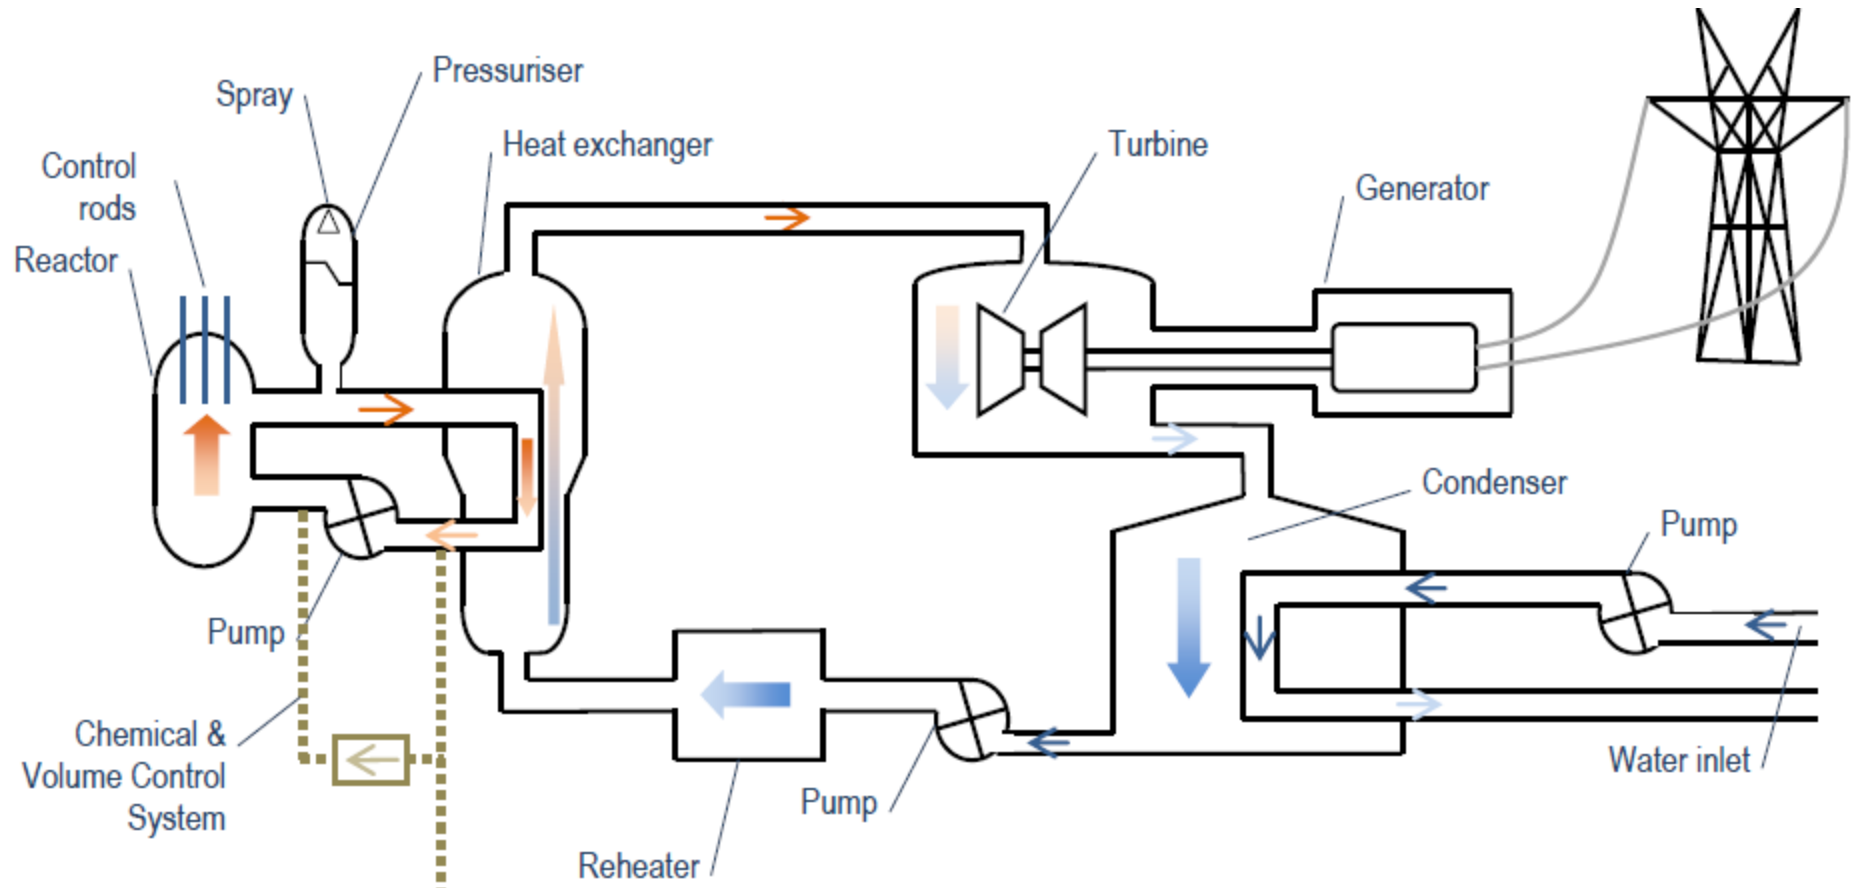 Pressuriser
Spray
Heat exchanger
Turbine
Control
rods
Generator
Reactor
Condenser
Pump
Pump
Chemical &
Volume Control
System
Water inlet
Pump
Reheater